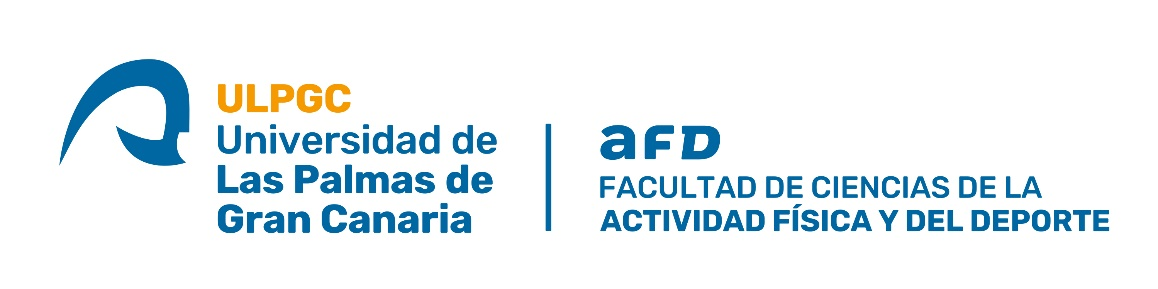 ULPGC
Universidad de
Las Palmas de
Gran Canaria
aFD
FACULTAD DE CIENCIAS DE LA
ACTIVIDAD FÍSICA Y DEL DEPORTE